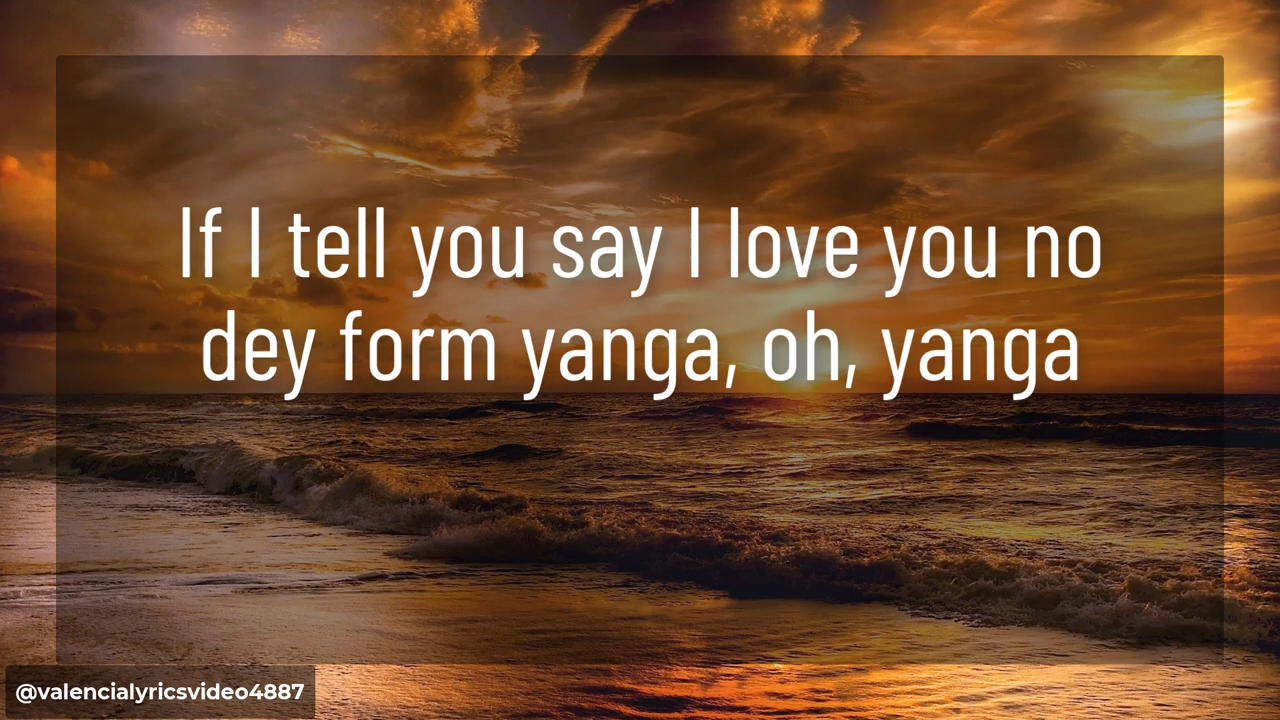 If I tell you say I love you no
dey form yanga, oh, yanga
@valencialyricsvideo4887